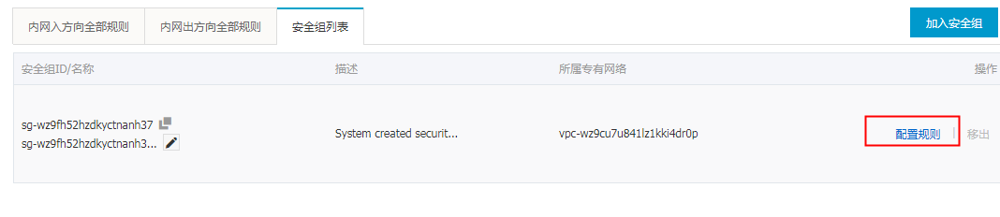 内网入方向全部规则 内网出方向全部规则 安全组列表 加入安全组
安全组ID/名称 描述 所属专有网络 操作
sg-wz9fh52hzdkyctnanh37
sg-wz9fh52hzdkyctnanh3... System created securit... vpc-wz9cu7u841lz1kki4dr0p 配置规则 | 移出